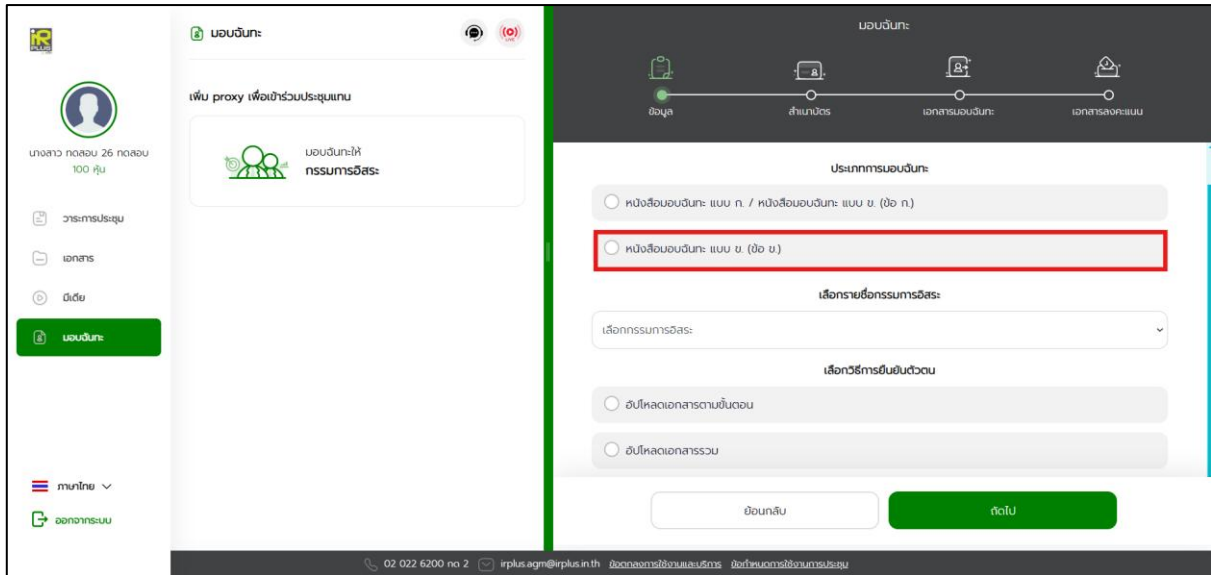 iR
PLUS
นางสาว ทดสอบ 26 ทดสอบ
100 หุ้น
วาระการประชุม
เอกสาร
มีเดีย
มอบฉันทะ
ภาษาไทย
ออกจากระบบ
มอบฉันทะ
LIVE
เพิ่ม proxy เพื่อเข้าร่วมประชุมแทน
มอบฉันทะให้
กรรมการอิสระ
มอบฉันทะ
ข้อมูล
สำเนาบัตร
เอกสารมอบฉันทะ
เอกสารลงคะแนน
ประเภทการมอบฉันทะ
หนังสือมอบฉันทะ แบบ ก. / หนังสือมอบฉันทะ แบบ ข. (ข้อ ก.)
หนังสือมอบฉันทะ แบบ ข. (ข้อ ข.)
เลือกรายชื่อกรรมการอิสระ
เลือกกรรมการอิสระ
เลือกวิธีการยืนยันตัวตน
อัปโหลดเอกสารตามขั้นตอน
อัปโหลดเอกสารรวม
ย้อนกลับ
ถัดไป
02 022 6200 กด 2 irplus.agm@irplus.in.th ข้อตกลงการใช้งานและบริการ ข้อกำหนดการใช้งานการประชุม